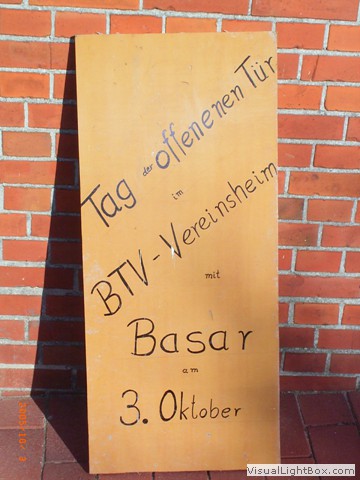 Tag der offenenen Tür
im
BTV-Vereinsheim
mit
Basar
am
3. Oktober
VisualLightBox.com